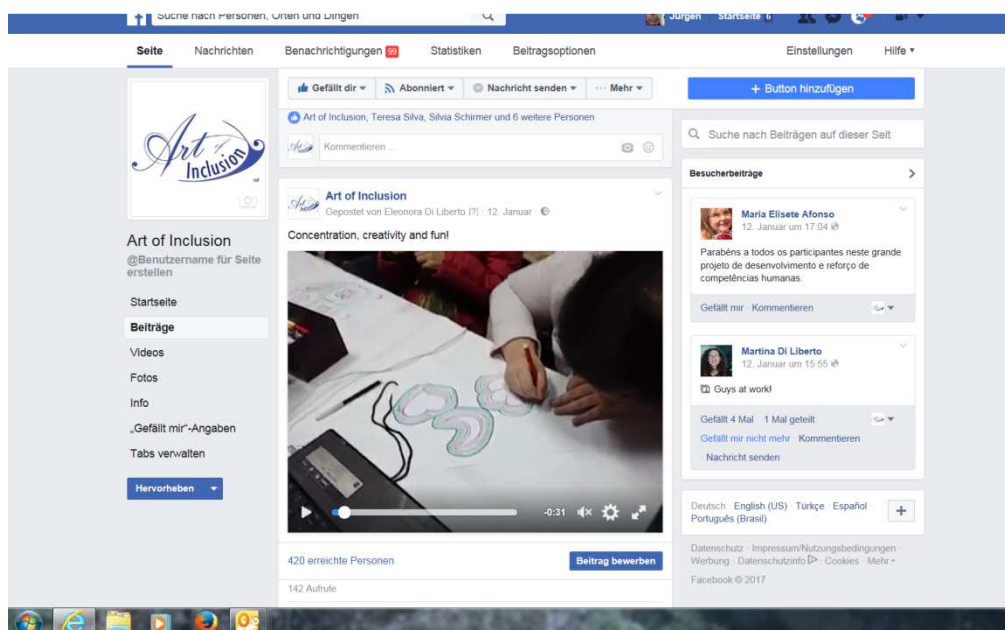 Suche nach Personen, Orten und Dingen
Jürgen Startseite 6
Seite Nachrichten Benachrichtigungen 99 Statistiken Beitragsoptionen Einstellungen Hilfe
Art of Inclusion
Art of Inclusion
@Benutzername für Seite
erstellen
Startseite
Beiträge
Videos
Fotos
Info
„Gefällt mir“-Angaben
Tabs verwalten
Hervorheben
Gefällt dir Abonniert Nachricht senden ··· Mehr
Art of Inclusion, Teresa Silva, Silvia Schirmer und 6 weitere Personen
Kommentieren ...
Art of Inclusion
Gepostet von Eleonora Di Liberto [?] · 12. Januar ·
Concentration, creativity and fun!
-0:31
420 erreichte Personen
Beitrag bewerben
142 Aufrufe
+ Button hinzufügen
Suche nach Beiträgen auf dieser Seit
Besucherbeiträge
Maria Elisete Afonso
12. Januar um 17:04
Parabéns a todos os participantes neste grande
projeto de desenvolvimento e reforço de
competências humanas.
Gefällt mir · Kommentieren
Martina Di Liberto
12. Januar um 15:55
Guys at work!
Gefällt 4 Mal 1 Mal geteilt
Gefällt mir nicht mehr · Kommentieren
· Nachricht senden
Deutsch · English (US) · Türkçe · Español ·
Português (Brasil)
Datenschutz · Impressum/Nutzungsbedingungen ·
Werbung · Datenschutzinfo · Cookies · Mehr
Facebook © 2017